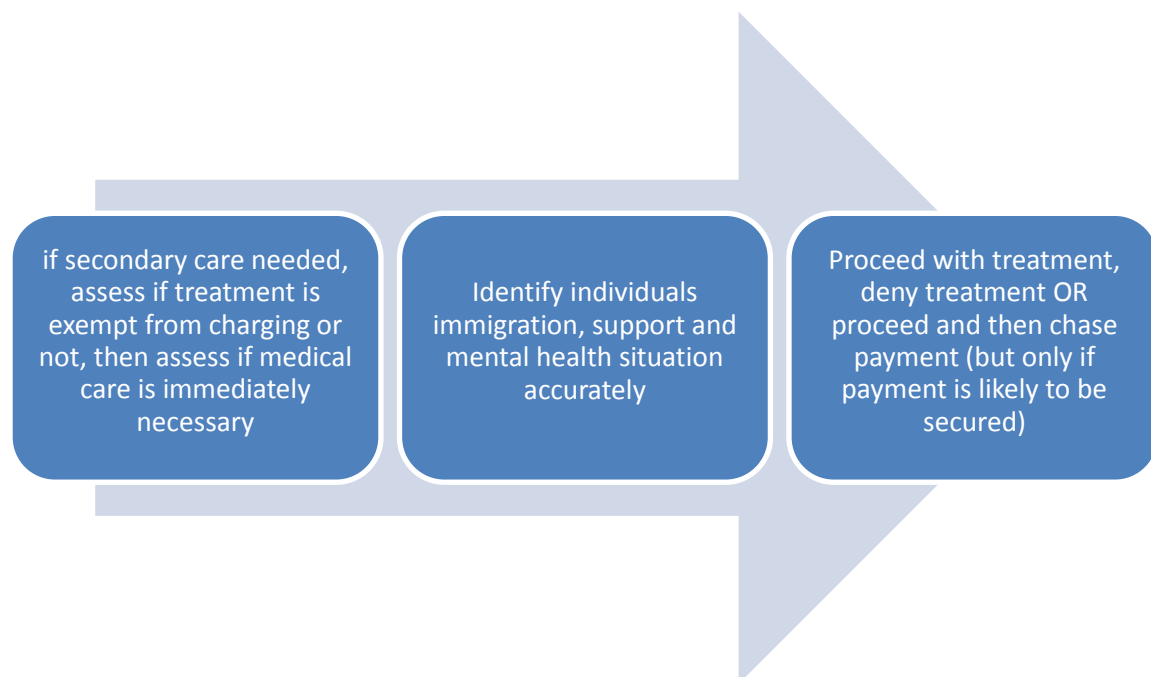 if secondary care needed,
assess if treatment is
exempt from charging or
not, then assess if medical
care is immediately
necessary
Identify individuals
immigration, support and
mental health situation
accurately
Proceed with treatment,
deny treatment OR
proceed and then chase
payment (but only if
payment is likely to be
secured)